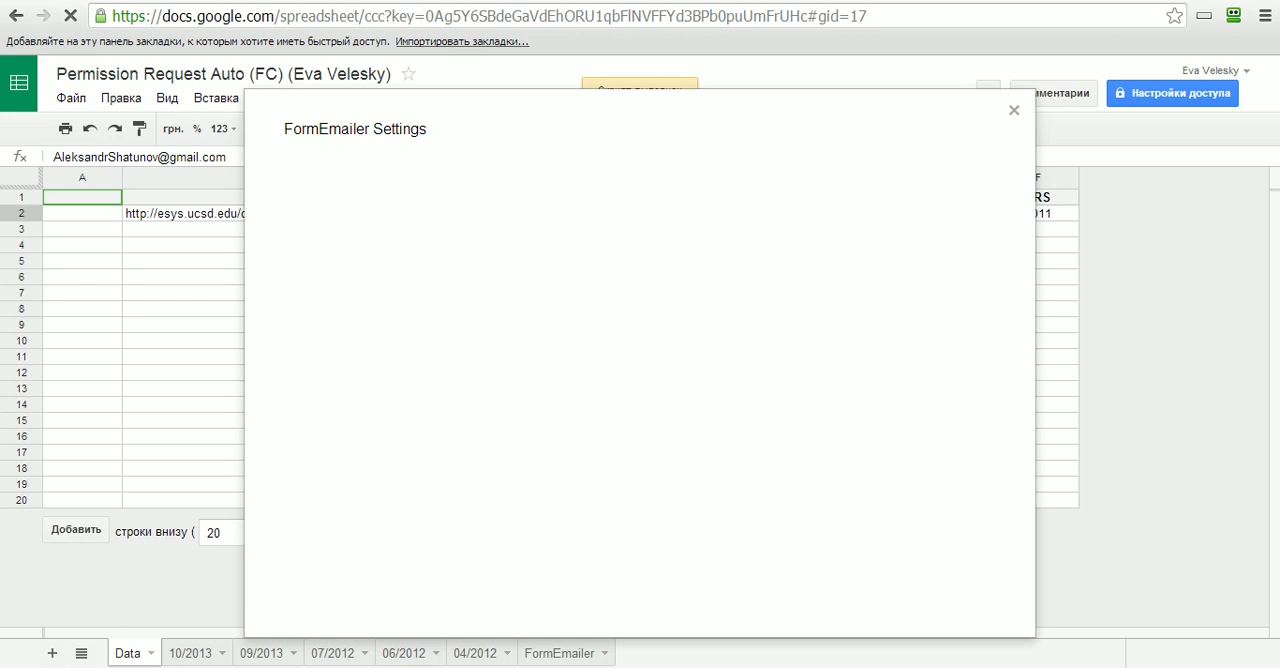 https://docs.google.com/spreadsheet/ccc?key=0Ag5Y6SBdeGaVdEhORU1qbFlNVFFYd3BPb0puUmFrUHc#gid=17
Добавляйте на эту панель закладки, к которым хотите иметь быстрый доступ. Импортировать закладки...
Permission Request Auto (FC) (Eva Velesky)
Eva Velesky
Файл Правка Вид Вставка
мментарии
Настройки доступа
грн. % 123
FormEmailer Settings
fx AleksandrShatunov@gmail.com
A F
1 RS
2 http://esys.ucsd.edu/ 011
3
4
5
6
7
8
9
10
11
12
13
14
15
16
17
18
19
20
Добавить строки внизу ( 20
Data 10/2013 09/2013 07/2012 06/2012 04/2012 FormEmailer